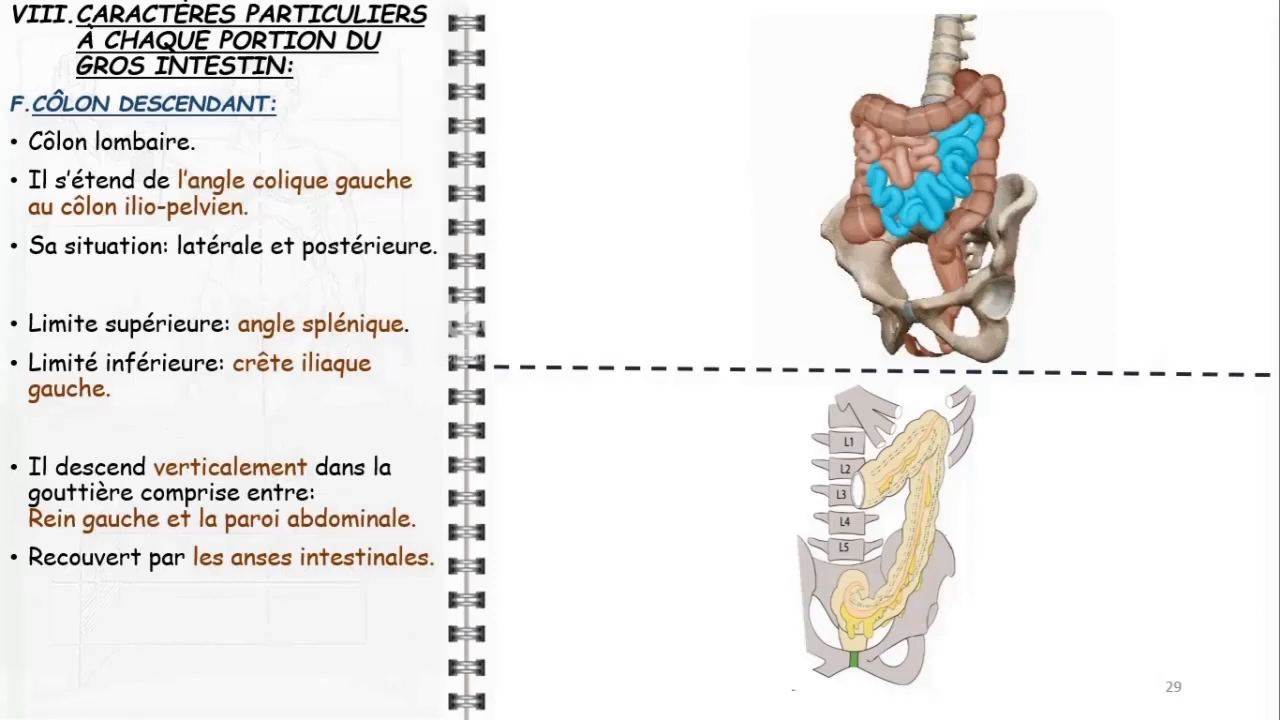 VIII. CARACTÈRES PARTICULIERS
À CHAQUE PORTION DU
GROS INTESTIN:
F. CÔLON DESCENDANT:
• Côlon lombaire.
• Il s’étend de l’angle colique gauche
au côlon ilio-pelvien.
• Sa situation: latérale et postérieure.
• Limite supérieure: angle splénique.
• Limité inférieure: crête iliaque
gauche.
• Il descend verticalement dans la
gouttière comprise entre:
Rein gauche et la paroi abdominale.
• Recouvert par les anses intestinales.
L1
L2
L3
L4
L5
29